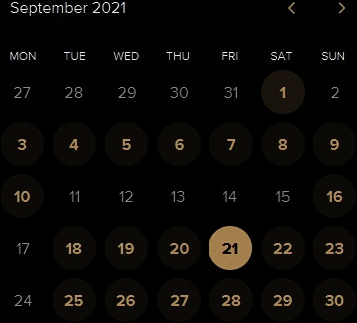 September 2021
MON TUE WED THU FRI SAT SUN
27 28 29 30 31 1 2
3 4 5 6 7 8 9
10 11 12 13 14 15 16
17 18 19 20 21 22 23
24 25 26 27 28 29 30